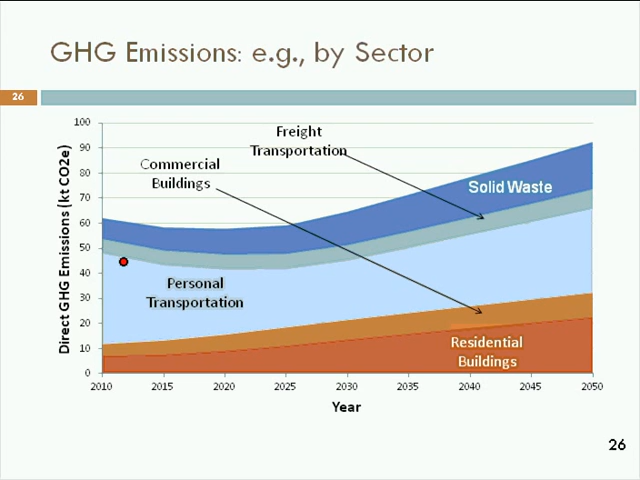 GHG Emissions: e.g., by Sector
26
Direct GHG Emissions (kt CO2e)
100
90
80
70
60
50
40
30
20
10
0
Freight
Transportation
Commercial
Buildings
Solid Waste
Personal
Transportation
Residential
Buildings
2010 2015 2020 2025 2030 2035 2040 2045 2050
Year
26